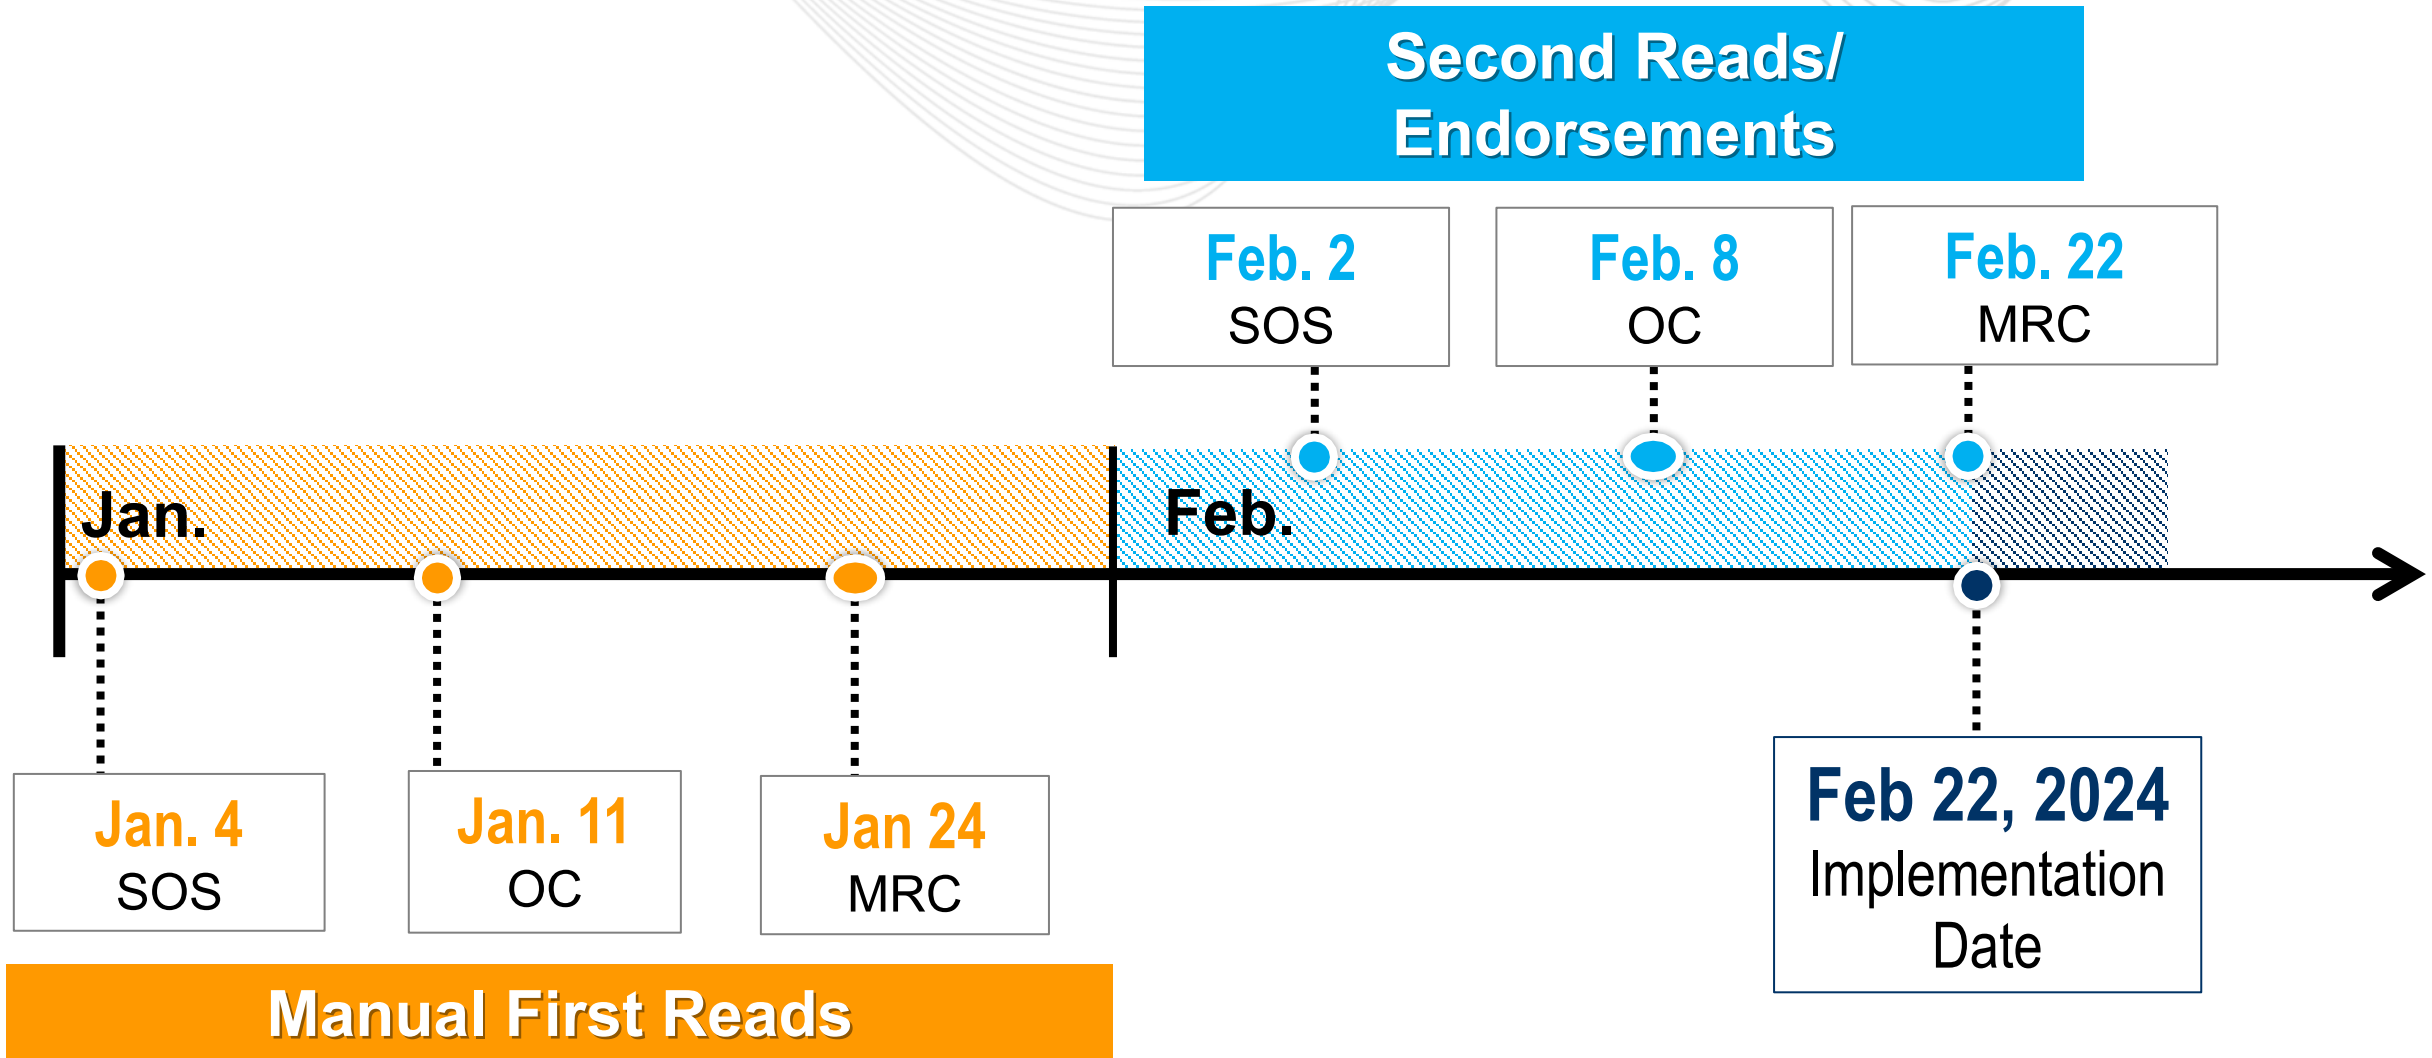 Second Reads/
Endorsements
Feb. 2
SOS
Feb. 8
OC
Feb. 22
MRC
Jan.
Feb.
Jan. 4
SOS
Jan. 11
OC
Jan 24
MRC
Feb 22, 2024
Implementation
Date
Manual First Reads